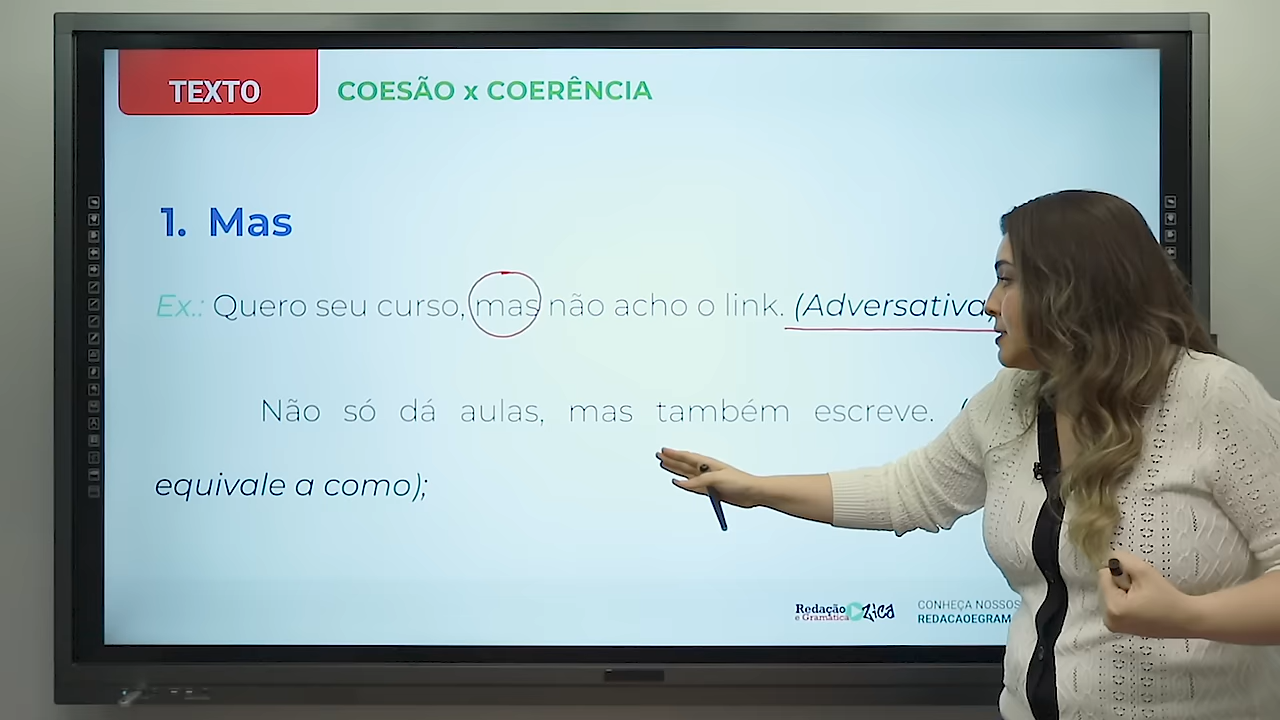 TEXTO
COESÃO x COERÊNCIA
1. Mas
Ex.: Quero seu curso, mas não acho o link. (Adversativa)
Não só dá aulas, mas também escreve. (
equivale a como);
Redação
e Gramática Zica
CONHEÇA NOSSOS
REDACAOEGRAM